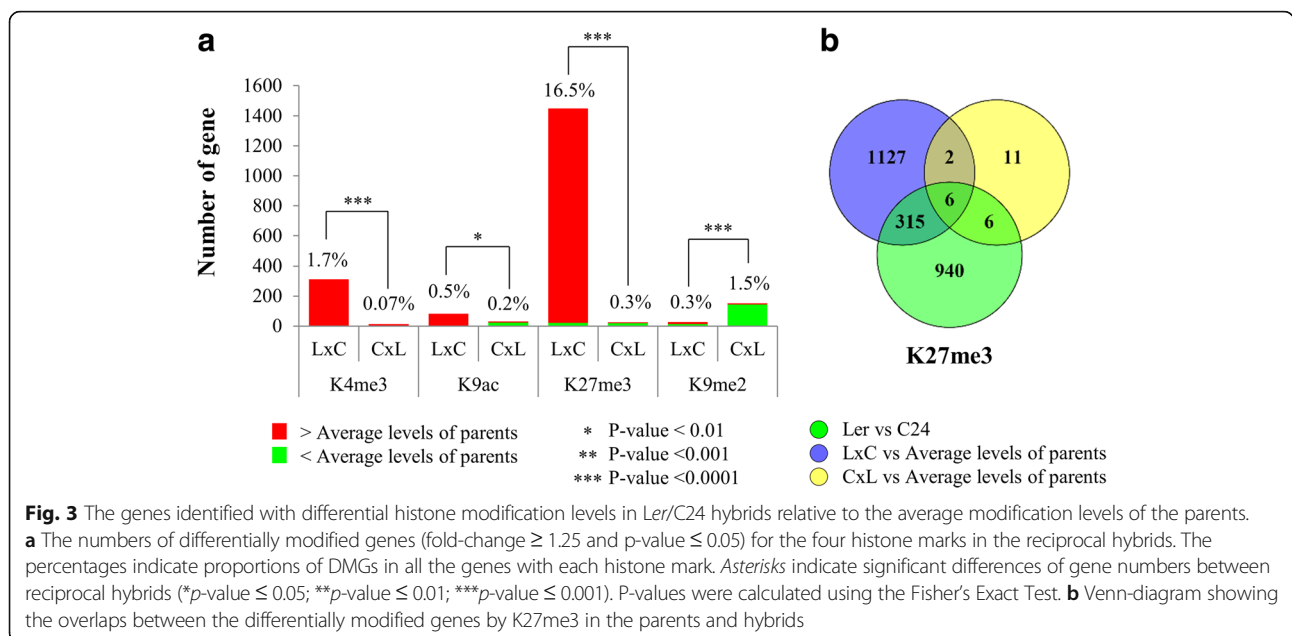 a
b
***
1600
1400
1200
1000
800
600
400
200
0
Number of gene
16.5%
***
1.7%
0.07%
*
0.5%
0.2%
0.3%
***
0.3%
1.5%
LxC CxL LxC CxL LxC CxL LxC CxL
K4me3 K9ac K27me3 K9me2
> Average levels of parents
< Average levels of parents
* P-value < 0.01
** P-value <0.001
*** P-value <0.0001
1127
2
11
6
315
6
940
K27me3
Ler vs C24
LxC vs Average levels of parents
CxL vs Average levels of parents
Fig. 3 The genes identified with differential histone modification levels in Ler/C24 hybrids relative to the average modification levels of the parents.
a The numbers of differentially modified genes (fold-change ≥ 1.25 and p-value ≤ 0.05) for the four histone marks in the reciprocal hybrids. The
percentages indicate proportions of DMGs in all the genes with each histone mark. Asterisks indicate significant differences of gene numbers between
reciprocal hybrids (*p-value ≤ 0.05; **p-value ≤ 0.01; ***p-value ≤ 0.001). P-values were calculated using the Fisher's Exact Test. b Venn-diagram showing
the overlaps between the differentially modified genes by K27me3 in the parents and hybrids